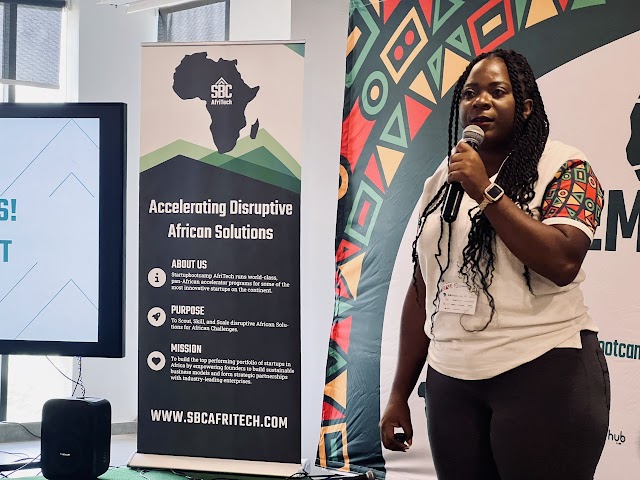 S!
T
SBC
AfriTech
Accelerating Disruptive
African Solutions
ABOUT US
Startupbootcamp AfriTech runs world-class,
pan-African accelerator programs for some of the
most innovative startups on the continent.
PURPOSE
To Scout, Skill, and Scale disruptive African Solu-
tions for African Challenges.
MISSION
To build the top performing portfolio of startups in
Africa by empowering founders to build sustainable
business models and form strategic partnerships
with industry-leading enterprises.
WWW.SBCAFRITECH.COM
EM
ootcam
hub